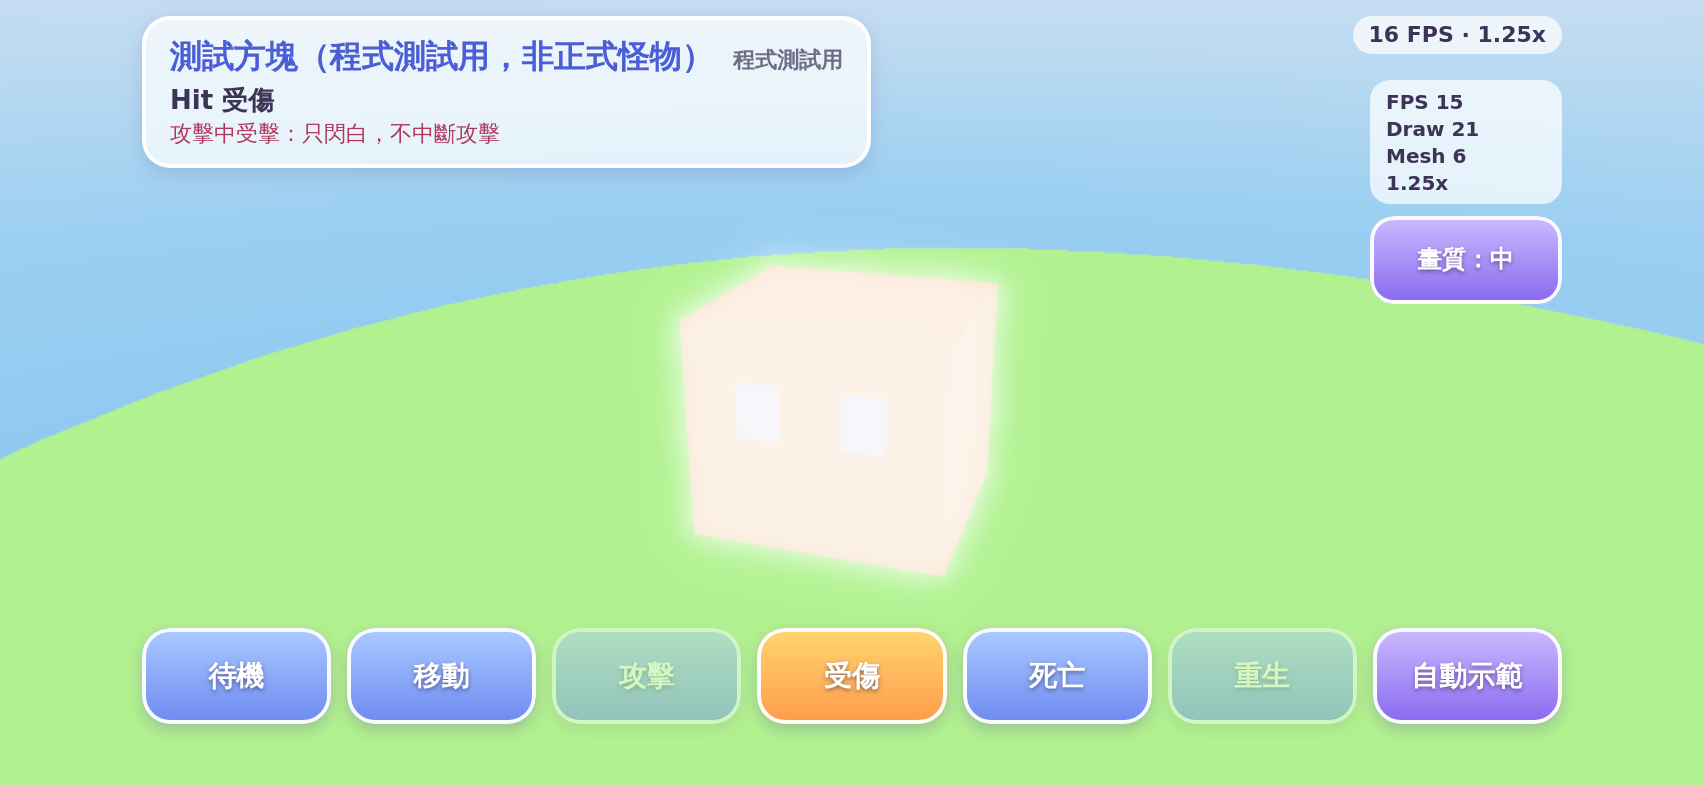 測試方塊（程式測試用，非正式怪物） 程式測試用
Hit 受傷
攻擊中受擊：只閃白，不中斷攻擊
16 FPS · 1.25x
FPS 15
Draw 21
Mesh 6
1.25x
畫質：中
待機 移動 攻擊 受傷 死亡 重生 自動示範